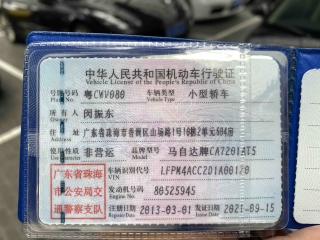 中华人民共和国机动车行驶证
Vehicle License of the People's Republic of China
号牌号码 粤CWV080 车辆类型 小型轿车
Plate No. Vehicle Type
所有人 闵振东
Owner
住址 广东省珠海市香洲区山场路1号10栋2单元504房
Address
使用性质 非营运 品牌型号 马自达牌CA7201AT5
Use Character Model
广东省珠海 车辆识别代号 LFPM4ACC2D1A00120
VIN
市公安局交 发动机号码 80525945
Engine No.
通警察支队 注册日期 2013-03-01 发证日期 2021-09-15
Register Date Issue Date